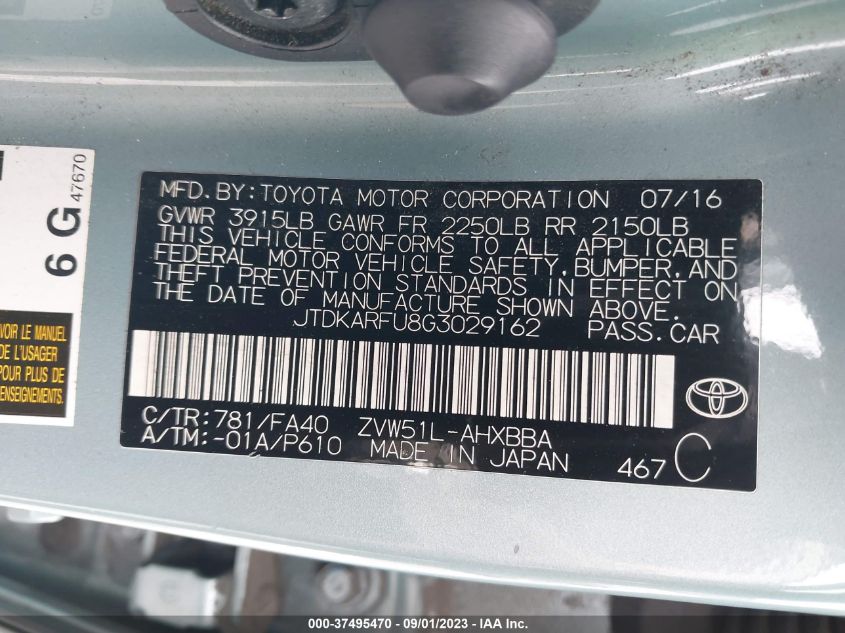 6 G
47670
VOIR LE MANUEL
DE L'USAGER
POUR PLUS DE
RENSEIGNEMENTS.
MFD. BY: TOYOTA MOTOR CORPORATION 07/16
GVWR 3915LB GAWR FR 2250LB RR 2150LB
THIS VEHICLE CONFORMS TO ALL APPLICABLE
FEDERAL MOTOR VEHICLE SAFETY, BUMPER, AND
THEFT PREVENTION STANDARDS IN EFFECT ON
THE DATE OF MANUFACTURE SHOWN ABOVE.
JTDKARFU8G3029162 PASS. CAR
C/TR: 781/FA40 ZVW51L-AHXBBA
A/TM: -01A/P610 MADE IN JAPAN 467 C
000-37495470 - 09/01/2023 - IAA Inc.